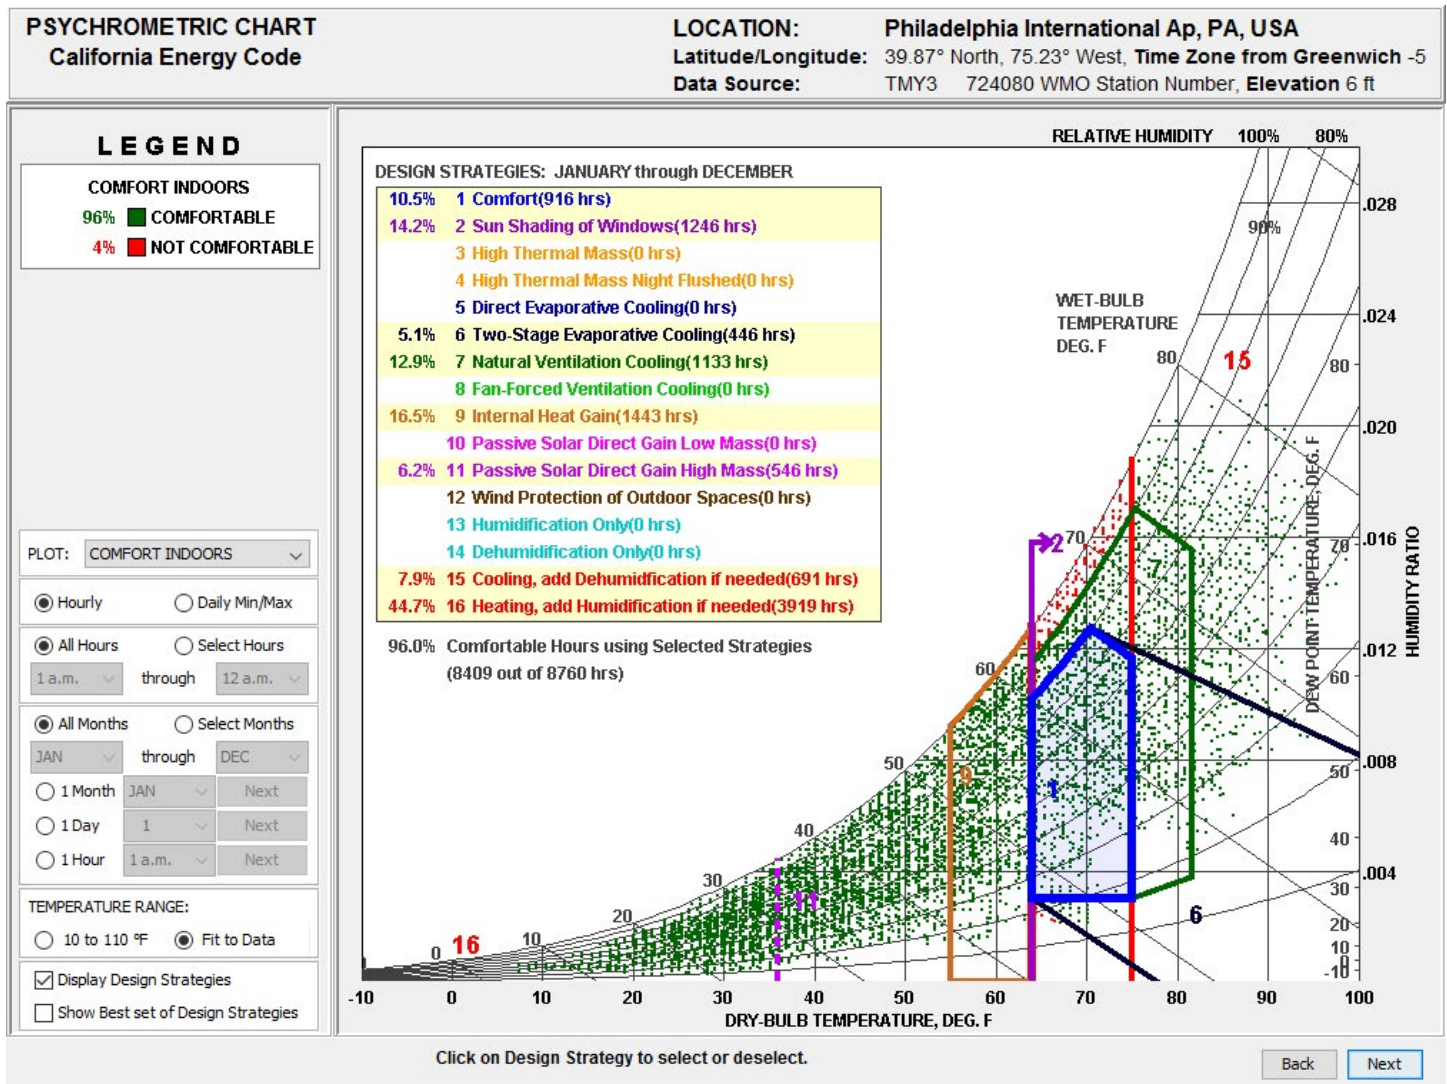 PSYCHROMETRIC CHART
California Energy Code
LOCATION: Philadelphia International Ap, PA, USA
Latitude/Longitude: 39.87° North, 75.23° West, Time Zone from Greenwich -5
Data Source: TMY3 724080 WMO Station Number, Elevation 6 ft
LEGEND
COMFORT INDOORS
96% COMFORTABLE
4% NOT COMFORTABLE
PLOT: COMFORT INDOORS
Hourly Daily Min/Max
All Hours Select Hours
1 a.m. through 12 a.m.
All Months Select Months
JAN through DEC
1 Month JAN Next
1 Day 1 Next
1 Hour 1 a.m. Next
TEMPERATURE RANGE:
10 to 110 °F Fit to Data
Display Design Strategies
Show Best set of Design Strategies
RELATIVE HUMIDITY 100% 80%
DESIGN STRATEGIES: JANUARY through DECEMBER
10.5% 1 Comfort(916 hrs)
14.2% 2 Sun Shading of Windows(1246 hrs)
3 High Thermal Mass(0 hrs)
4 High Thermal Mass Night Flushed(0 hrs)
5 Direct Evaporative Cooling(0 hrs)
5.1% 6 Two-Stage Evaporative Cooling(446 hrs)
12.9% 7 Natural Ventilation Cooling(1133 hrs)
8 Fan-Forced Ventilation Cooling(0 hrs)
16.5% 9 Internal Heat Gain(1443 hrs)
10 Passive Solar Direct Gain Low Mass(0 hrs)
6.2% 11 Passive Solar Direct Gain High Mass(546 hrs)
12 Wind Protection of Outdoor Spaces(0 hrs)
13 Humidification Only(0 hrs)
14 Dehumidification Only(0 hrs)
7.9% 15 Cooling, add Dehumidfication if needed(691 hrs)
44.7% 16 Heating, add Humidification if needed(3919 hrs)
96.0% Comfortable Hours using Selected Strategies
(8409 out of 8760 hrs)
90%
WET-BULB
TEMPERATURE
DEG. F
80
70
60
50
40
30
20
10
0
15
2
7
9
1
11
16
6
.028
.024
.020
.016
.012
.008
.004
HUMIDITY RATIO
DEW POINT TEMPERATURE, DEG. F
80
70
60
50
40
30
20
10
0
-10
-10 0 10 20 30 40 50 60 70 80 90 100
DRY-BULB TEMPERATURE, DEG. F
Click on Design Strategy to select or deselect.
Back Next